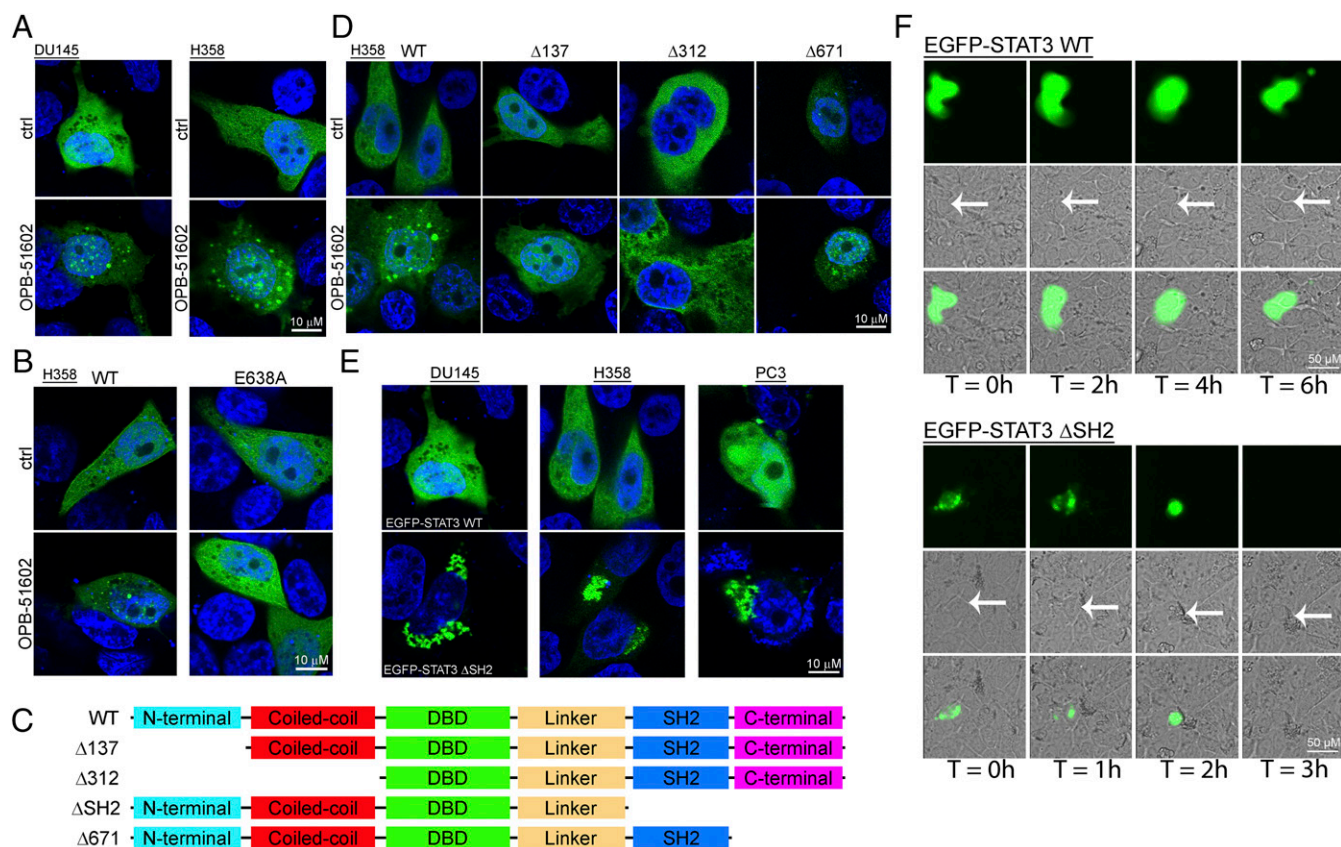 A
DU145
H358
ctrl
OPB-51602
10 µM
B
H358 WT E638A
ctrl
OPB-51602
10 µM
C
WT N-terminal Coiled-coil DBD Linker SH2 C-terminal
Δ137 Coiled-coil DBD Linker SH2 C-terminal
Δ312 DBD Linker SH2 C-terminal
ΔSH2 N-terminal Coiled-coil DBD Linker
Δ671 N-terminal Coiled-coil DBD Linker SH2
D
H358 WT Δ137 Δ312 Δ671
ctrl
OPB-51602
10 µM
E
DU145 H358 PC3
EGFP-STAT3 WT
EGFP-STAT3 ΔSH2
10 µM
F
EGFP-STAT3 WT
50 µM
T = 0h T = 2h T = 4h T = 6h
EGFP-STAT3 ΔSH2
50 µM
T = 0h T = 1h T = 2h T = 3h